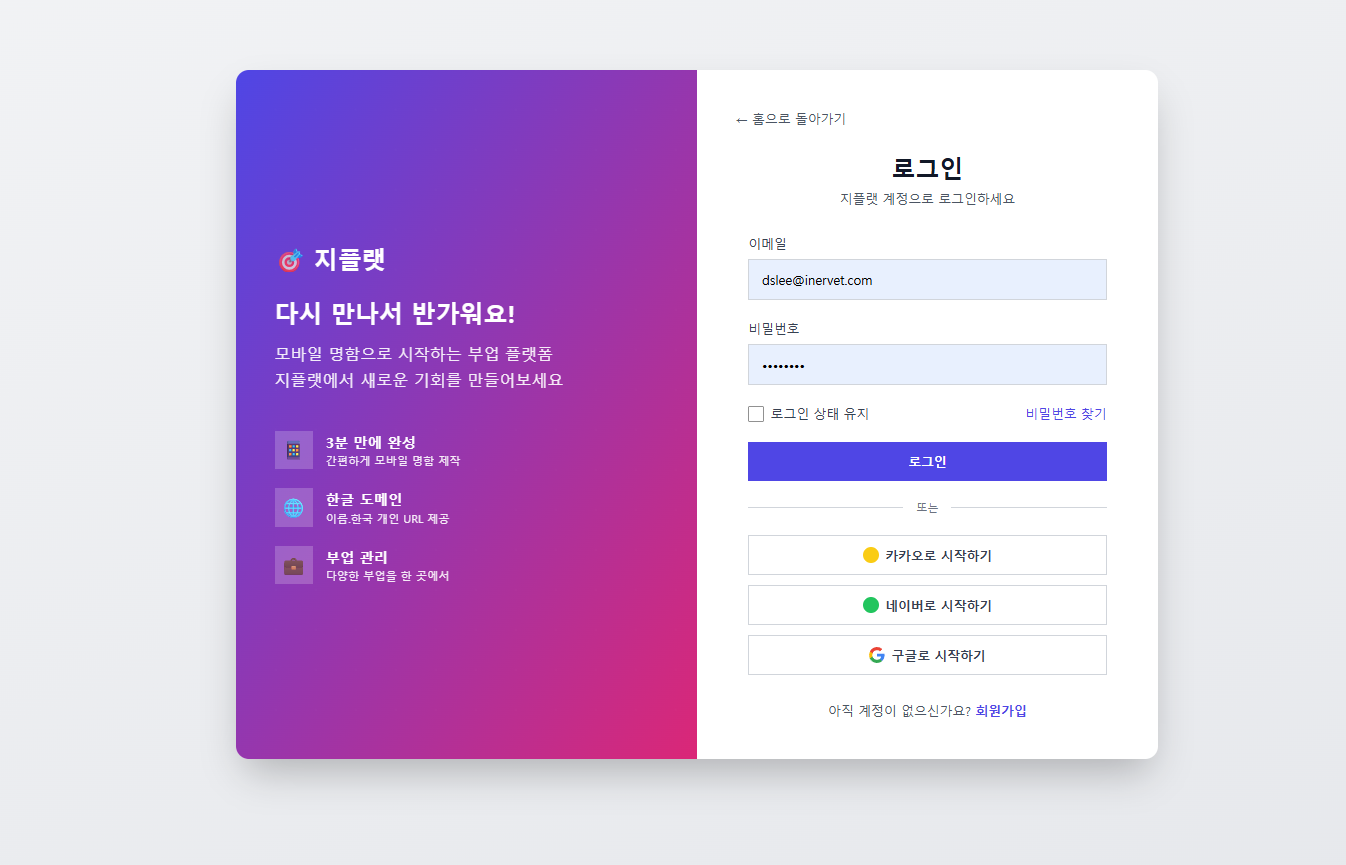 지플랫
다시 만나서 반가워요!
모바일 명함으로 시작하는 부업 플랫폼
지플랫에서 새로운 기회를 만들어보세요
3분 만에 완성
간편하게 모바일 명함 제작
한글 도메인
이름.한국 개인 URL 제공
부업 관리
다양한 부업을 한 곳에서
← 홈으로 돌아가기
로그인
지플랫 계정으로 로그인하세요
이메일
dslee@inervet.com
비밀번호
••••••••
로그인 상태 유지 비밀번호 찾기
로그인
또는
카카오로 시작하기
네이버로 시작하기
구글로 시작하기
아직 계정이 없으신가요? 회원가입